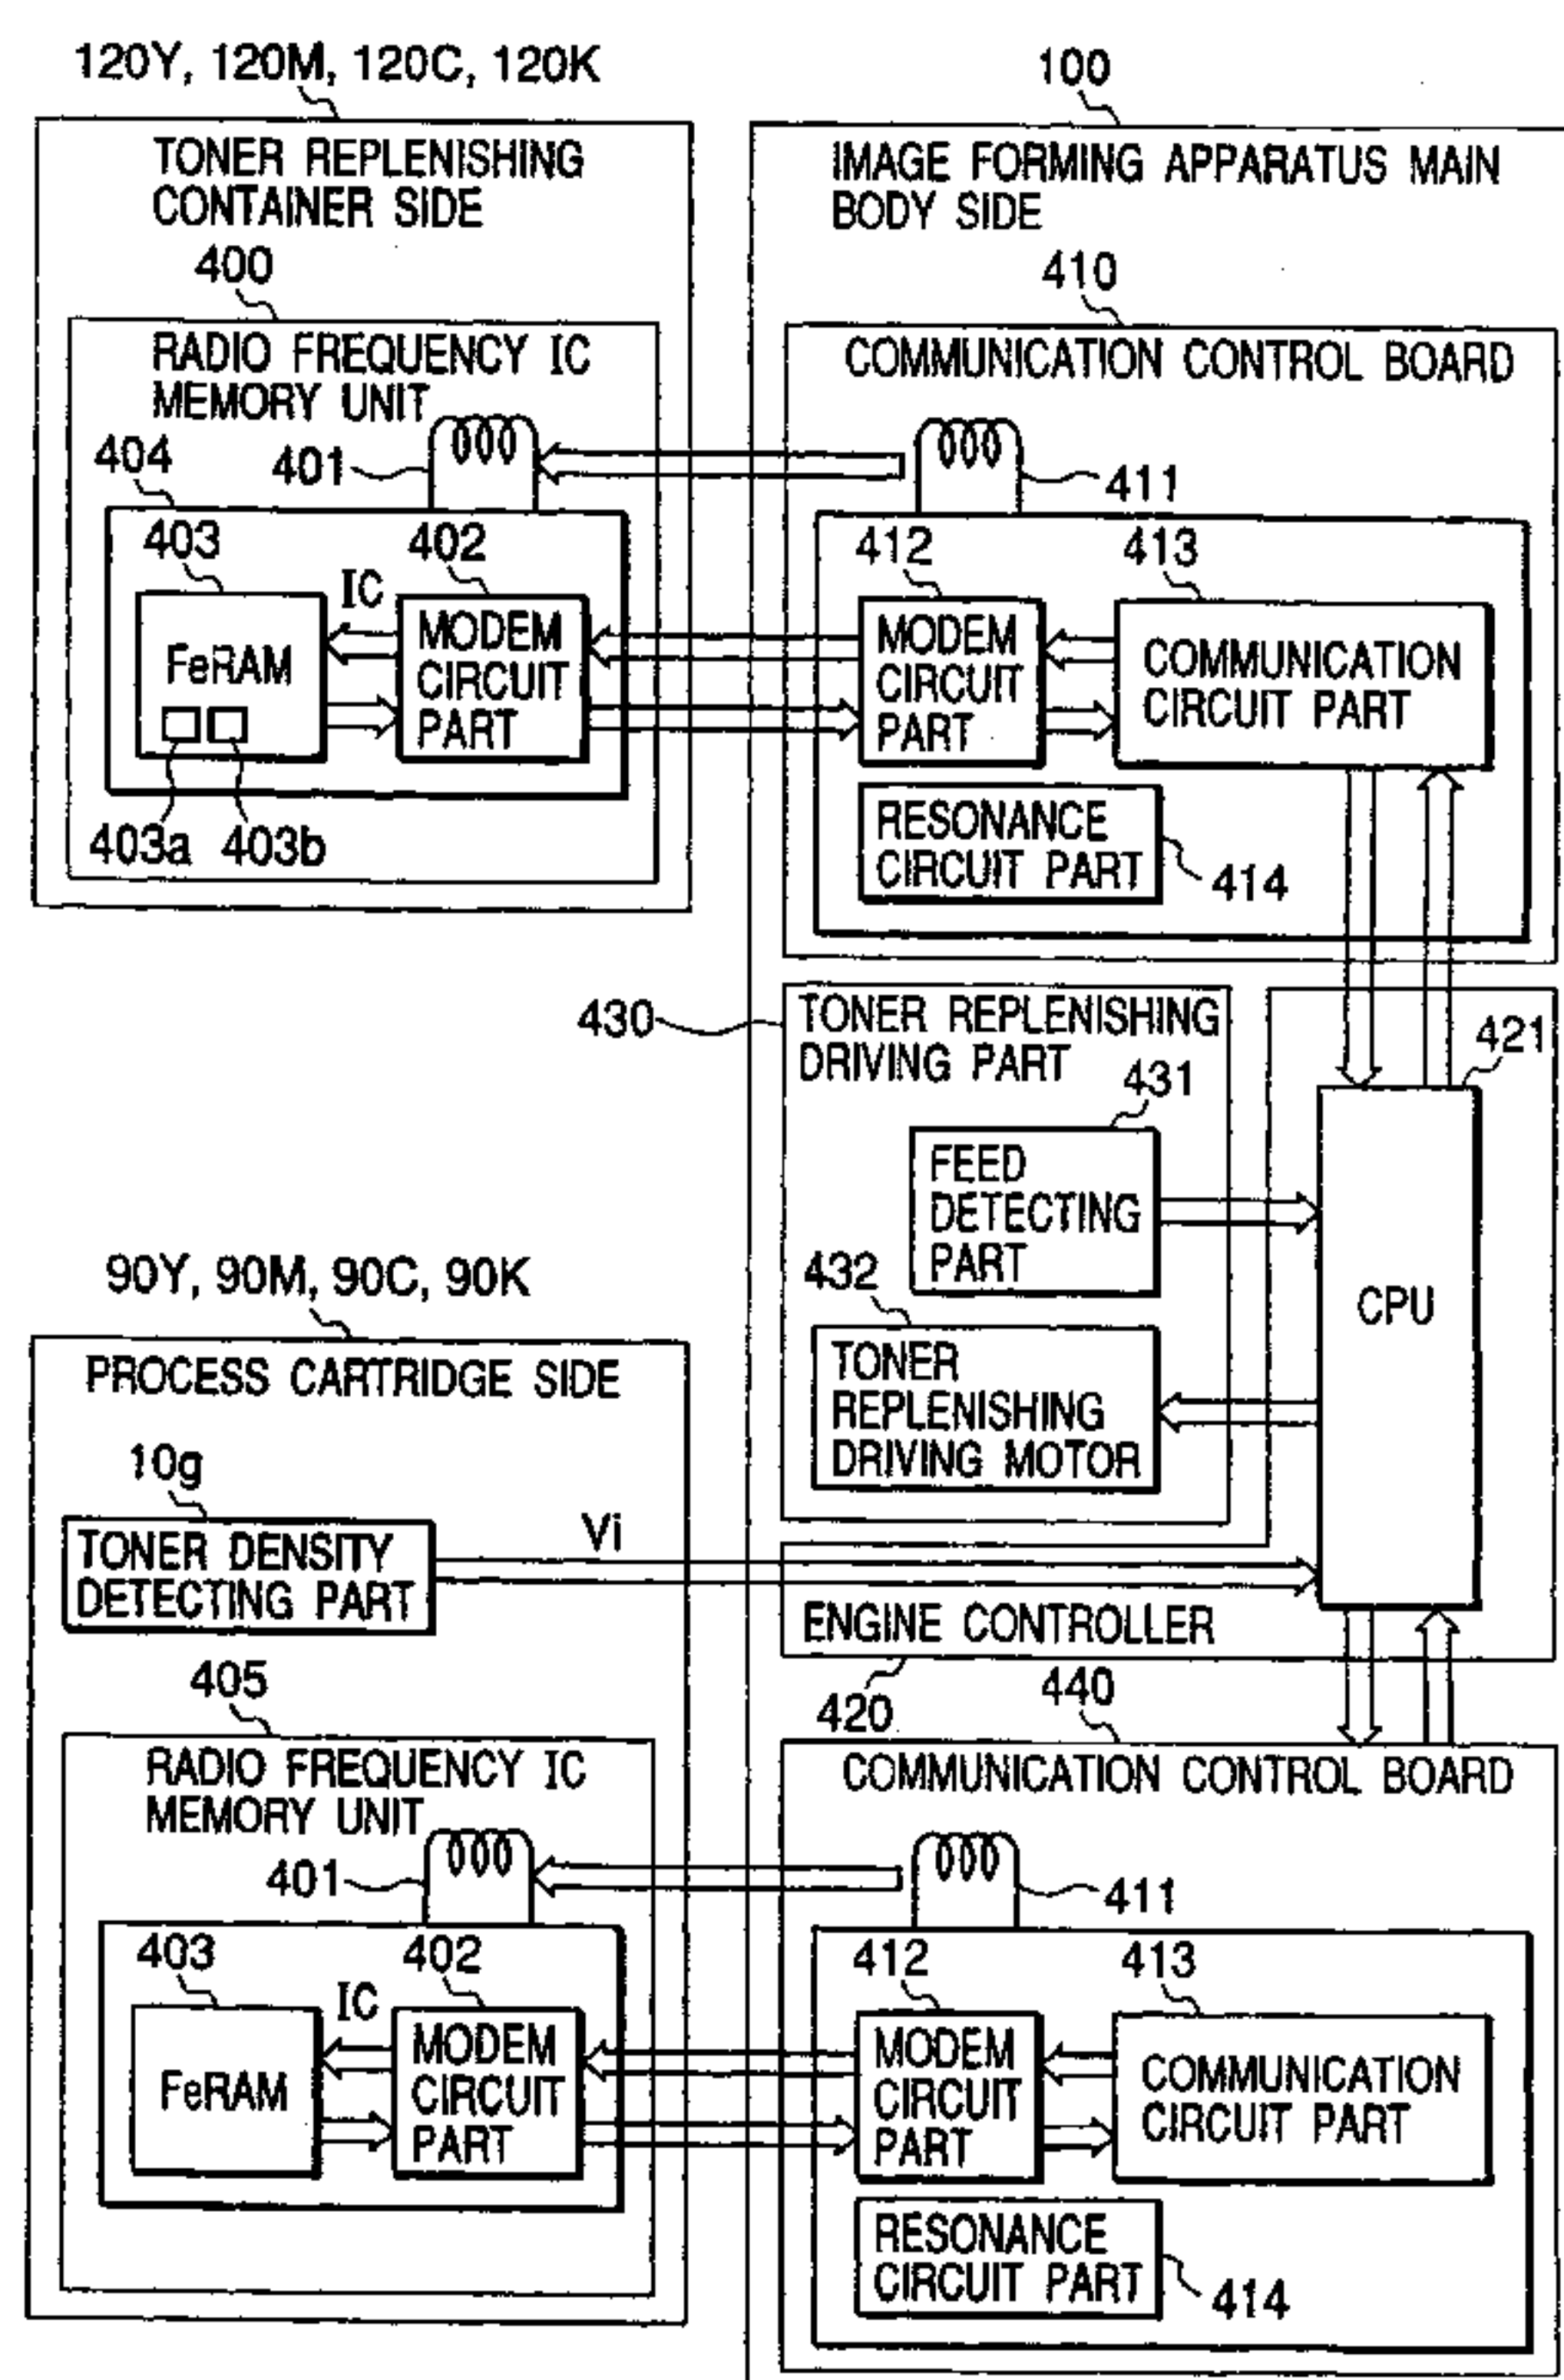 120Y, 120M, 120C, 120K
TONER REPLENISHING
CONTAINER SIDE
400
RADIO FREQUENCY IC
MEMORY UNIT
404
401
403
IC
402
FeRAM
MODEM
CIRCUIT
PART
403a
403b
100
IMAGE FORMING APPARATUS MAIN
BODY SIDE
410
COMMUNICATION CONTROL BOARD
411
412
413
MODEM
CIRCUIT
PART
COMMUNICATION
CIRCUIT PART
RESONANCE
CIRCUIT PART
414
430
TONER REPLENISHING
DRIVING PART
431
FEED
DETECTING
PART
432
TONER
REPLENISHING
DRIVING MOTOR
421
CPU
ENGINE CONTROLLER
420
90Y, 90M, 90C, 90K
PROCESS CARTRIDGE SIDE
10g
TONER DENSITY
DETECTING PART
Vi
405
RADIO FREQUENCY IC
MEMORY UNIT
401
403
IC
402
FeRAM
MODEM
CIRCUIT
PART
440
COMMUNICATION CONTROL BOARD
411
412
413
MODEM
CIRCUIT
PART
COMMUNICATION
CIRCUIT PART
RESONANCE
CIRCUIT PART
414